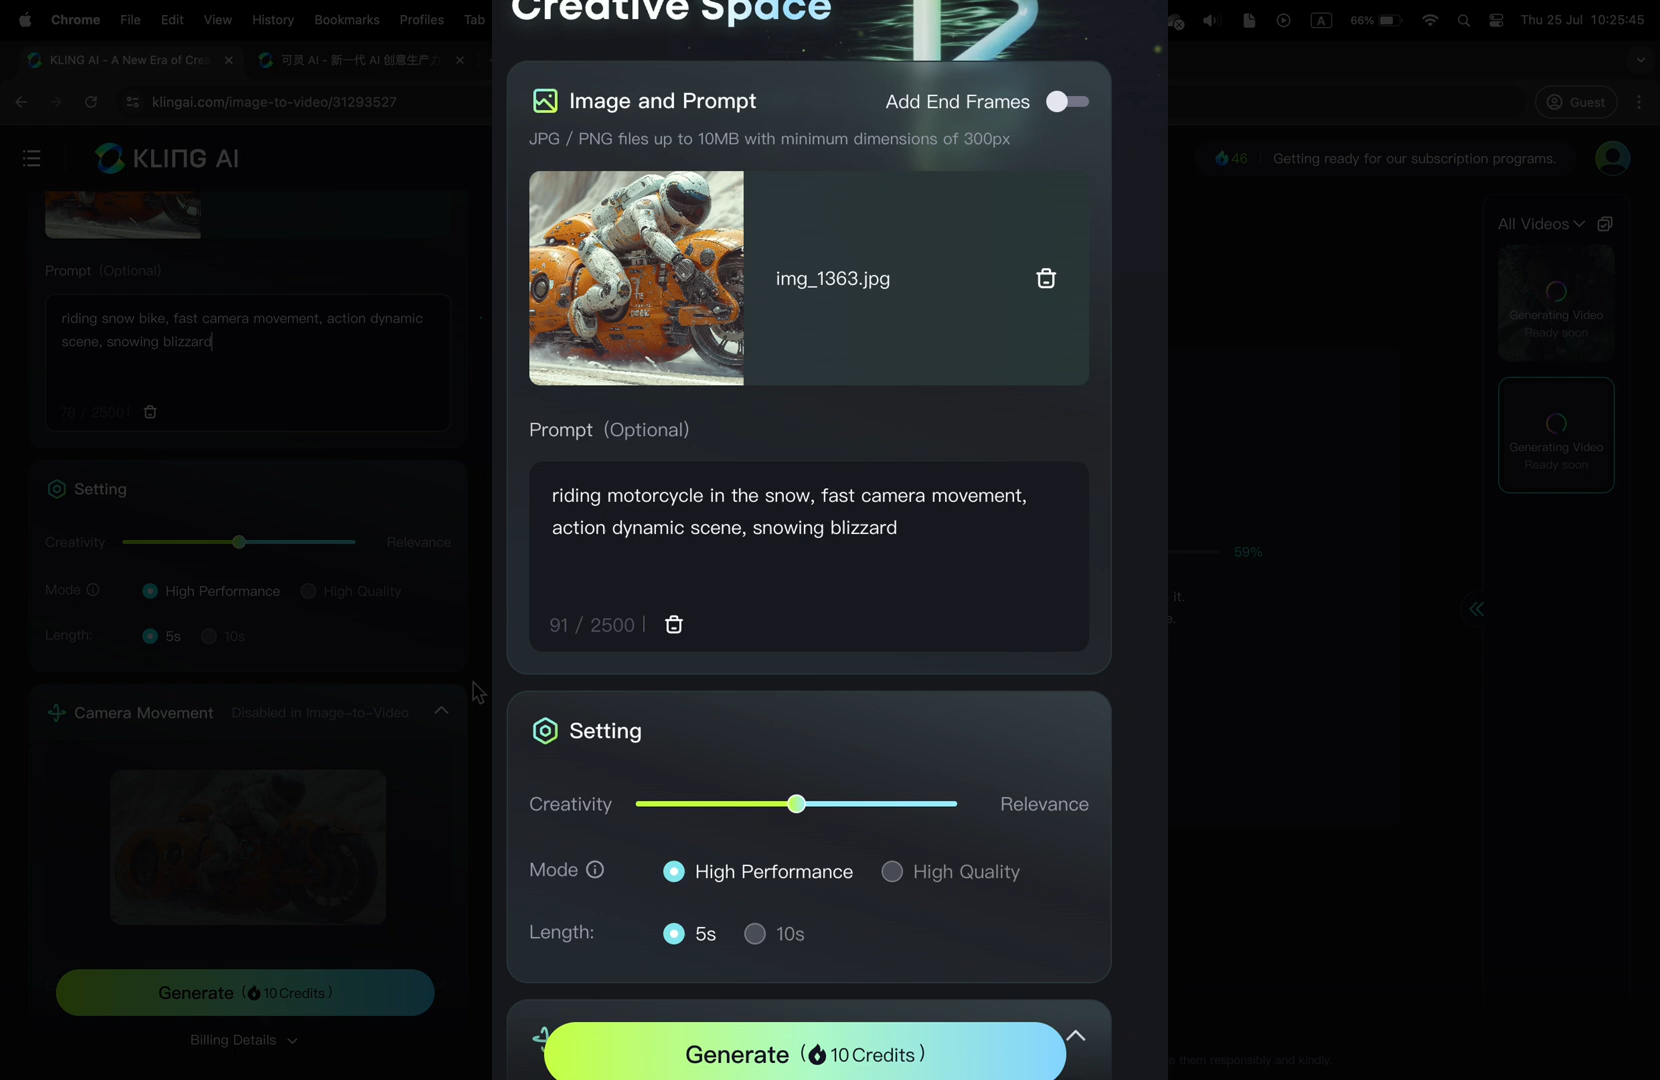 Chrome File Edit View History Bookmarks Profiles Tab
A 66% Thu 25 Jul 10:25:45
KLING AI - A New Era of Cre
可灵 AI - 新一代 AI 创意生产力
klingai.com/image-to-video/31293527
Guest
KLING AI
46 Getting ready for our subscription programs.
Prompt (Optional)
riding snow bike, fast camera movement, action dynamic
scene, snowing blizzard
78 / 2500
Setting
Creativity Relevance
Mode High Performance High Quality
Length: 5s 10s
Camera Movement Disabled in Image-to-Video
Generate ( 10 Credits )
Billing Details
Creative Space
Image and Prompt Add End Frames
JPG / PNG files up to 10MB with minimum dimensions of 300px
img_1363.jpg
Prompt (Optional)
riding motorcycle in the snow, fast camera movement,
action dynamic scene, snowing blizzard
91 / 2500
Setting
Creativity Relevance
Mode High Performance High Quality
Length: 5s 10s
Generate ( 10 Credits )
59%
it.
e.
them responsibly and kindly.
All Videos
Generating Video
Ready soon
Generating Video
Ready soon